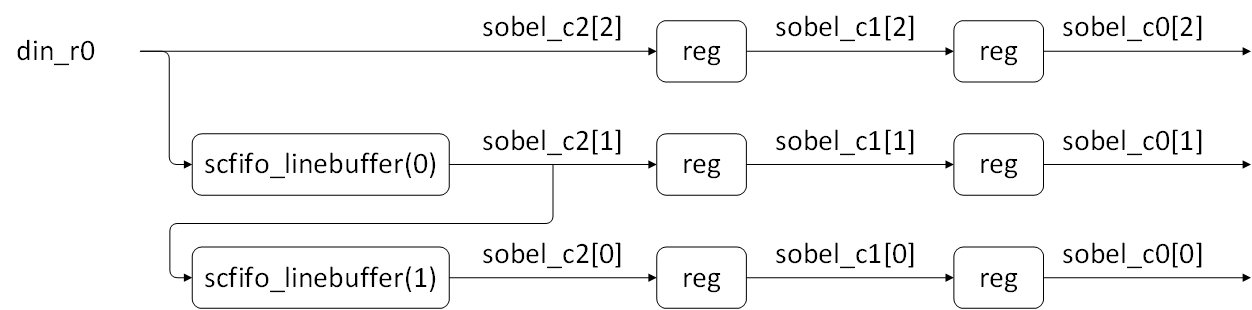 din_r0 sobel_c2[2] reg sobel_c1[2] reg sobel_c0[2]
scfifo_linebuffer(0) sobel_c2[1] reg sobel_c1[1] reg sobel_c0[1]
scfifo_linebuffer(1) sobel_c2[0] reg sobel_c1[0] reg sobel_c0[0]